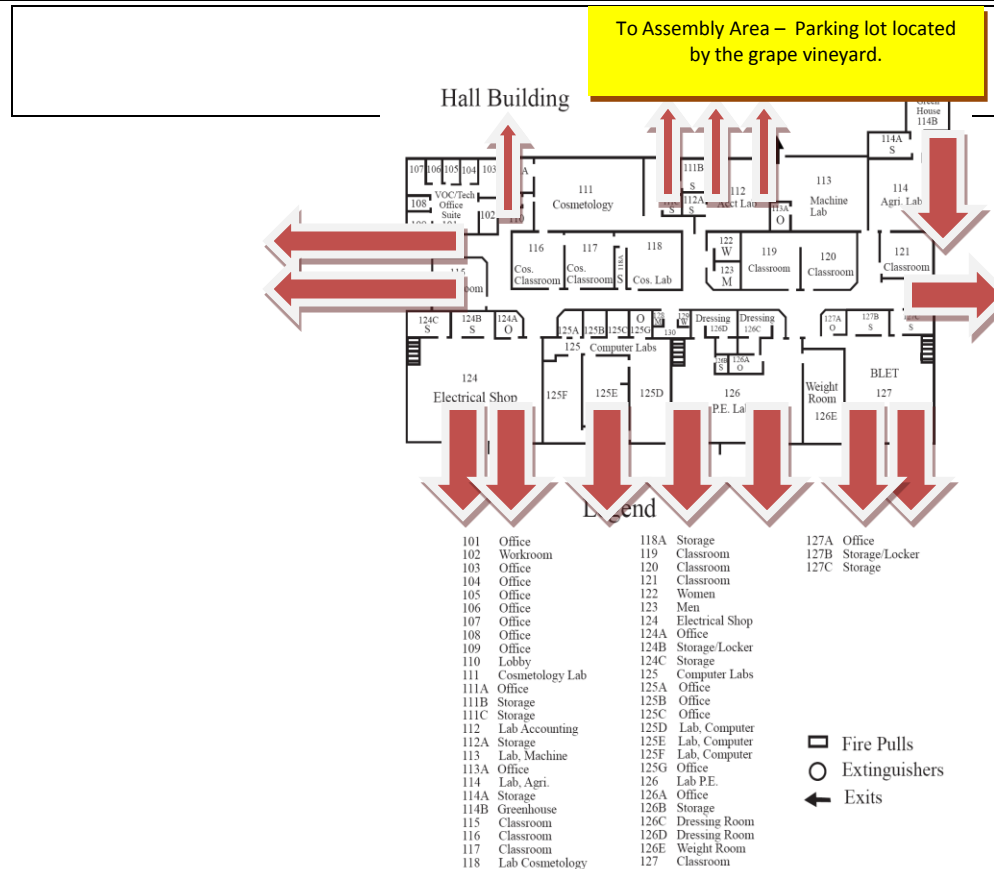 To Assembly Area – Parking lot located
by the grape vineyard.
Hall Building
House
114B
114A
S
107 106 105 104 103
VOC/Tech
Office
Suite
108
102
111
Cosmetology
111B
S
112A
S
112
Acct Lab
113A
O
113
Machine
Lab
114
Agri. Lab
116
Cos.
Classroom
117
Cos.
Classroom
118A
S
118
Cos. Lab
122
W
123
M
119
Classroom
120
Classroom
121
Classroom
124C
S
124B
S
124A
O
125A 125B 125C 125G
O
130
125 Computer Labs
Dressing
126D
Dressing
126C
126B
S
126A
O
127A
O
127B
S
124
Electrical Shop
125F
125E
125D
126
P.E. Lab
Weight
Room
126E
BLET
127
Legend
101 Office
102 Workroom
103 Office
104 Office
105 Office
106 Office
107 Office
108 Office
109 Office
110 Lobby
111 Cosmetology Lab
111A Office
111B Storage
111C Storage
112 Lab Accounting
112A Storage
113 Lab, Machine
113A Office
114 Lab, Agri.
114A Storage
114B Greenhouse
115 Classroom
116 Classroom
117 Classroom
118 Lab Cosmetology
118A Storage
119 Classroom
120 Classroom
121 Classroom
122 Women
123 Men
124 Electrical Shop
124A Office
124B Storage/Locker
124C Storage
125 Computer Labs
125A Office
125B Office
125C Office
125D Lab, Computer
125E Lab, Computer
125F Lab, Computer
125G Office
126 Lab P.E.
126A Office
126B Storage
126C Dressing Room
126D Dressing Room
126E Weight Room
127 Classroom
127A Office
127B Storage/Locker
127C Storage
Fire Pulls
Extinguishers
Exits